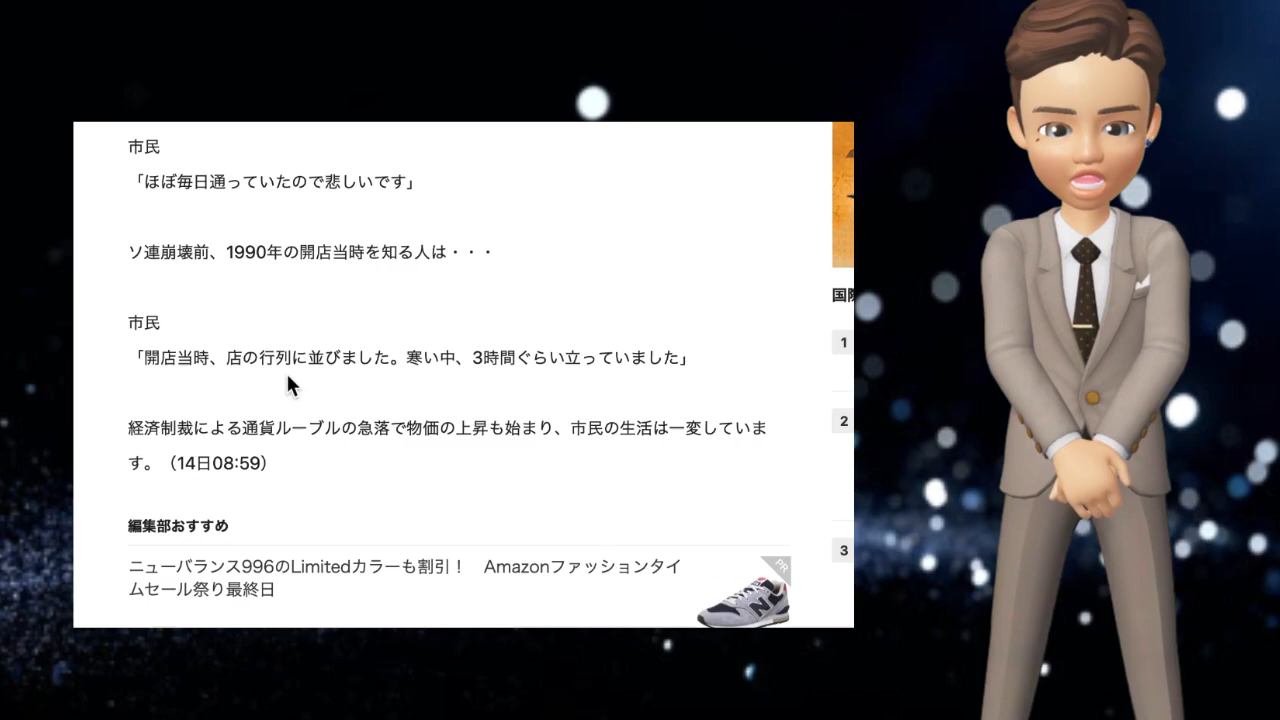 市民
「ほぼ毎日通っていたので悲しいです」
ソ連崩壊前、1990年の開店当時を知る人は・・・
市民
「開店当時、店の行列に並びました。寒い中、3時間ぐらい立っていました」
経済制裁による通貨ルーブルの急落で物価の上昇も始まり、市民の生活は一変していま
す。（14日08:59）
編集部おすすめ
ニューバランス996のLimitedカラーも割引！　Amazonファッションタイ
ムセール祭り最終日
PR
N
1
2
3